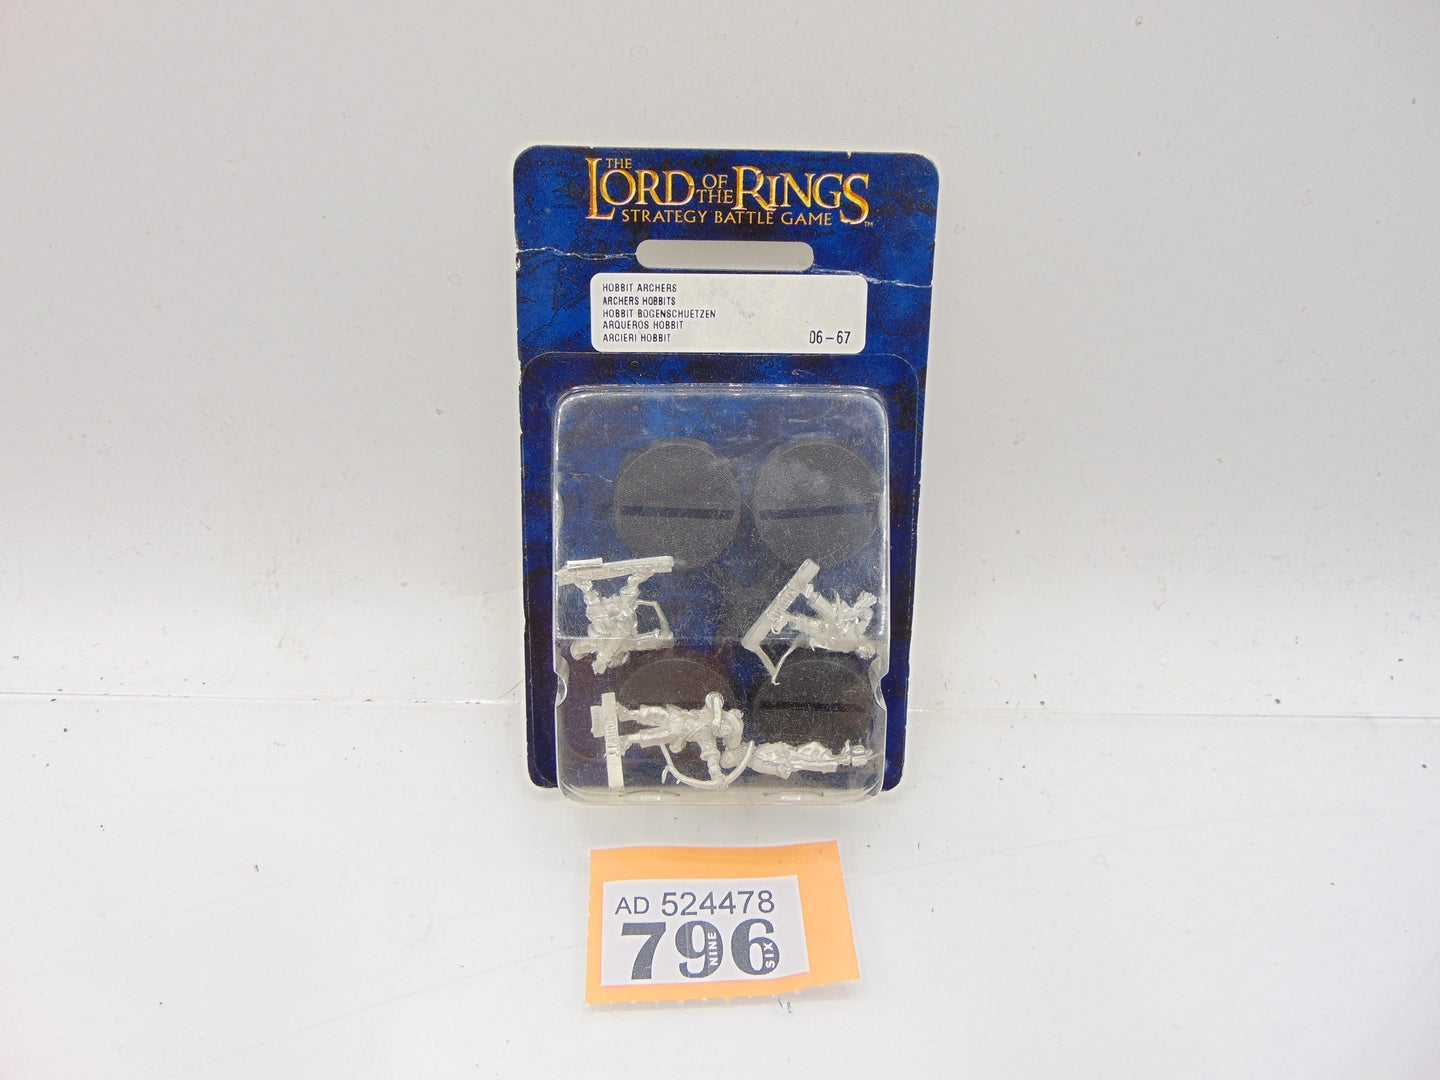 THE
LORD OF THE RINGS™
STRATEGY BATTLE GAME
HOBBIT ARCHERS
ARCHERS HOBBITS
HOBBIT BOGENSCHUETZEN
ARQUEROS HOBBIT
ARCIERI HOBBIT 06-67
AD 524478
796
NINE
SIX